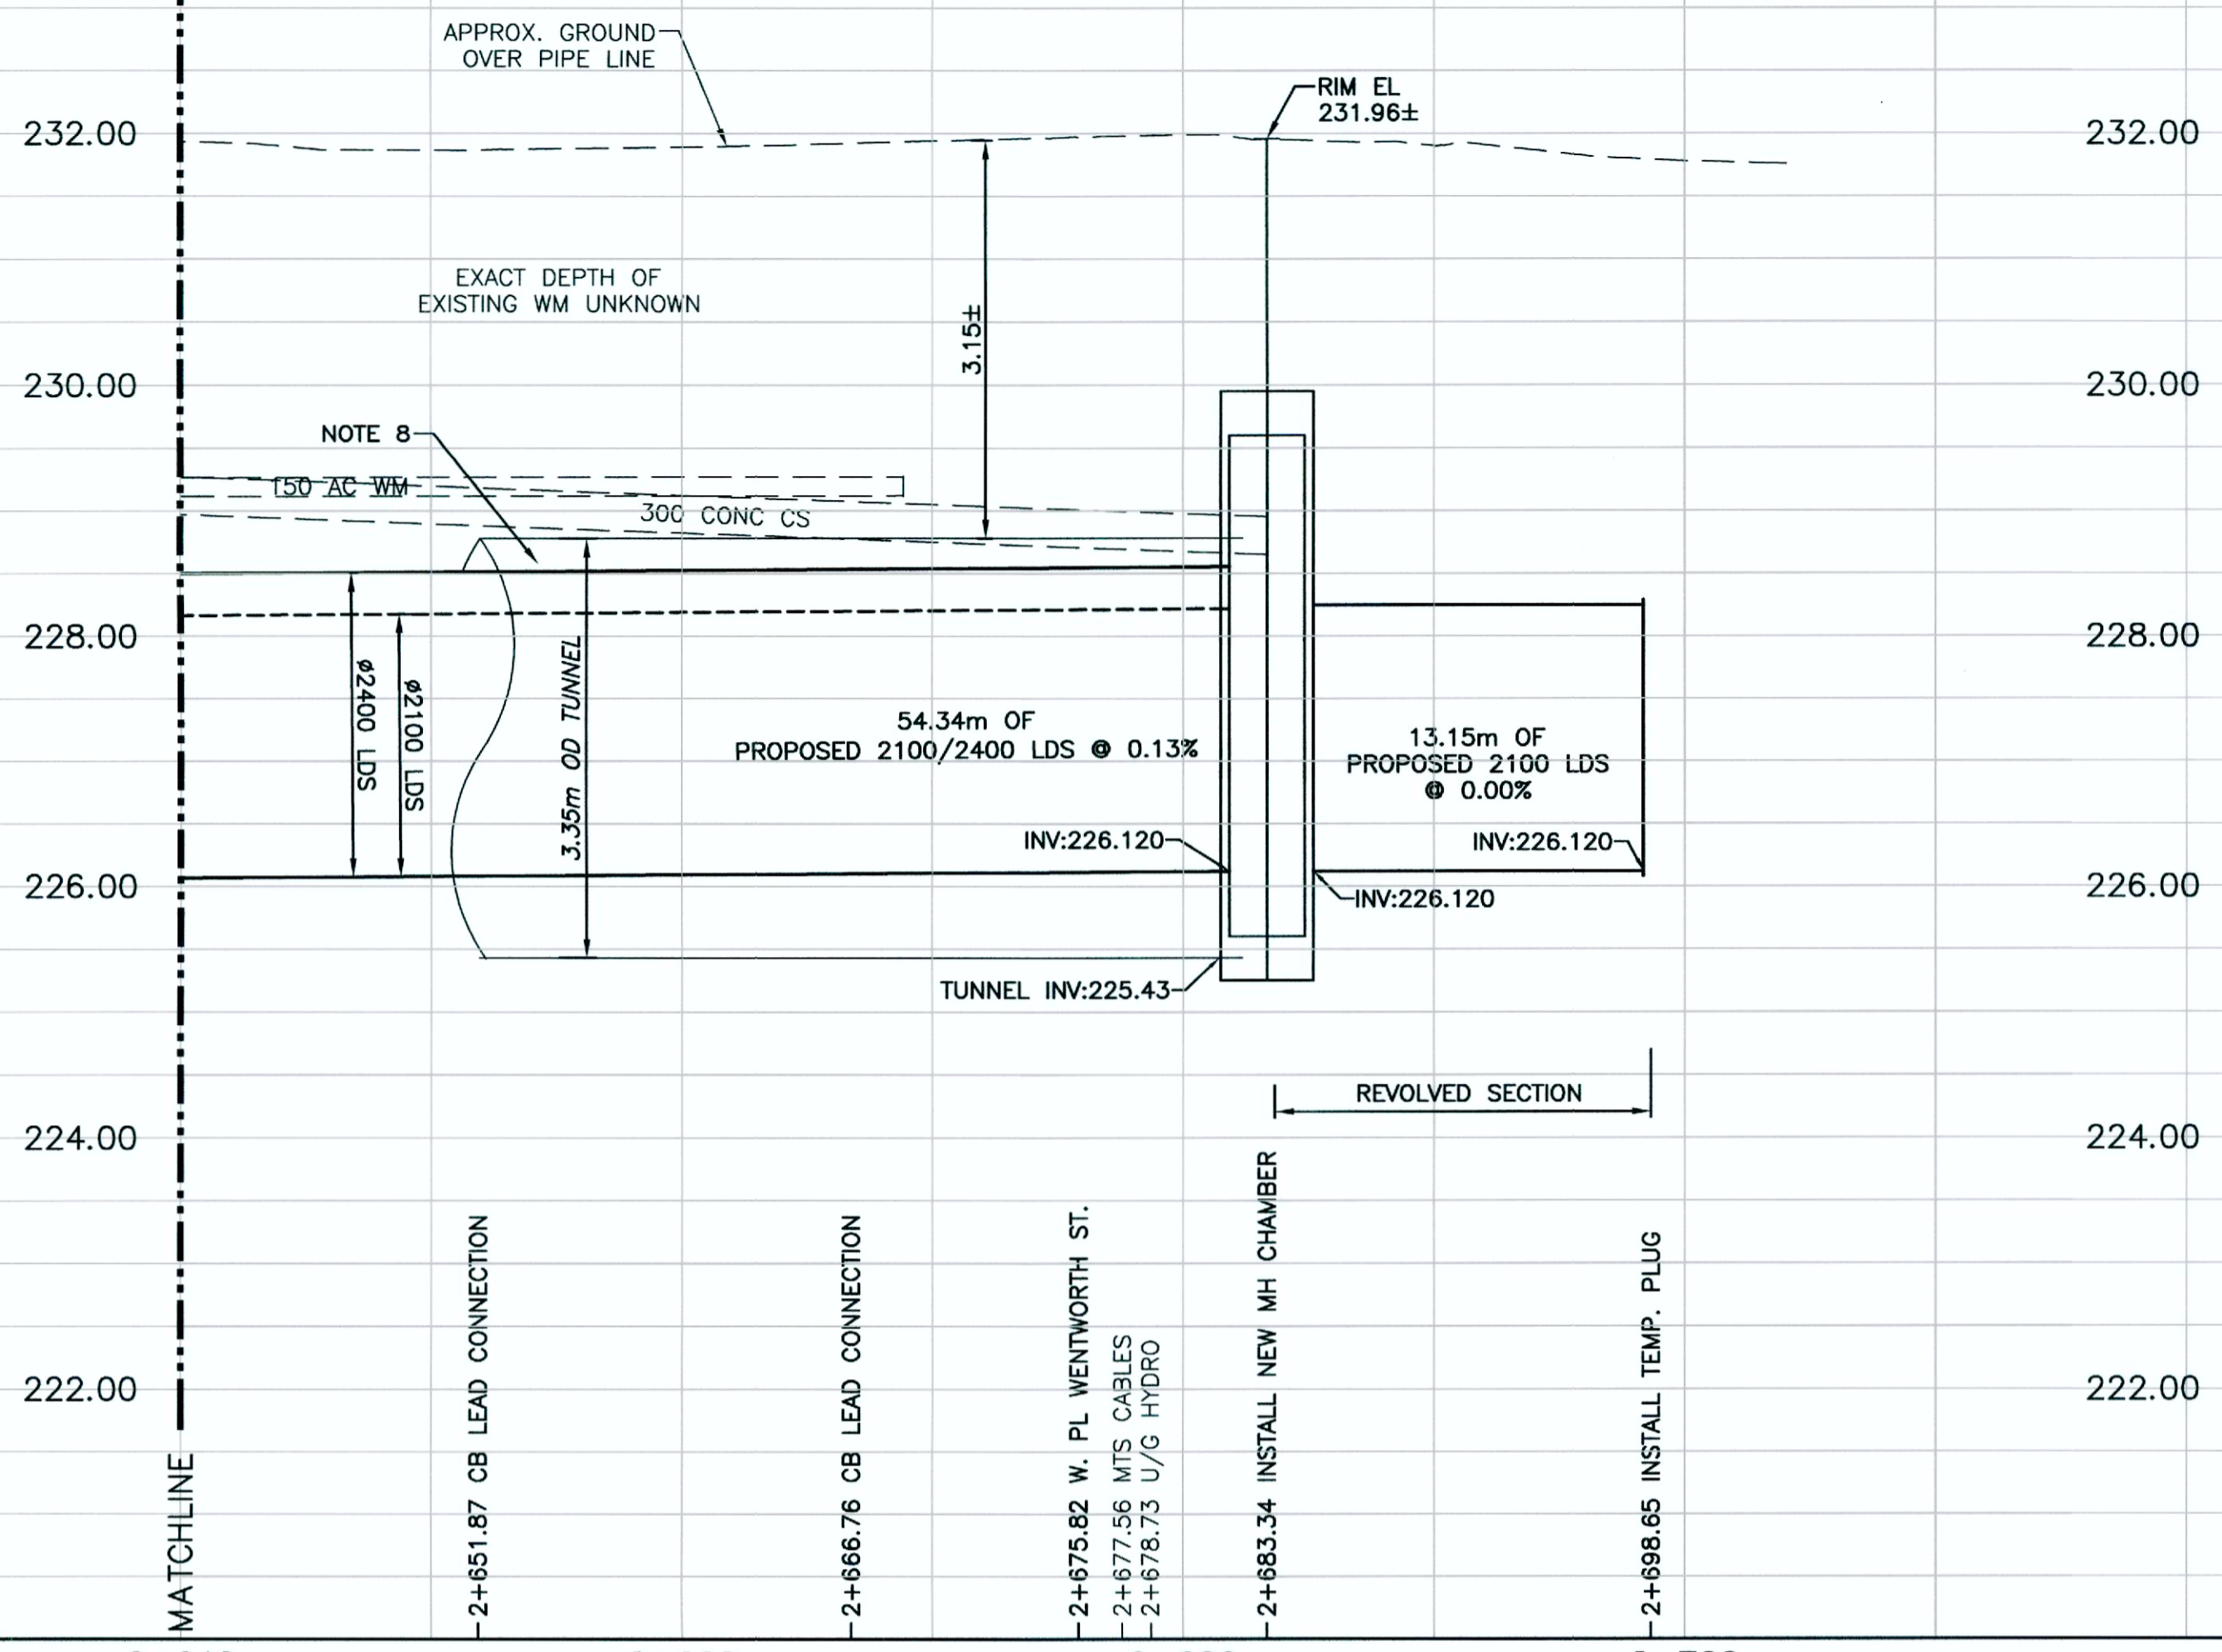 APPROX. GROUND
OVER PIPE LINE
RIM EL
231.96±
232.00
232.00
EXACT DEPTH OF
EXISTING WM UNKNOWN
3.15±
230.00
230.00
NOTE 8
150 AC WM
300 CONC CS
228.00
228.00
ø2400 LDS
ø2100 LDS
3.35m OD TUNNEL
54.34m OF
PROPOSED 2100/2400 LDS @ 0.13%
13.15m OF
PROPOSED 2100 LDS
@ 0.00%
INV:226.120
INV:226.120
226.00
226.00
INV:226.120
TUNNEL INV:225.43
REVOLVED SECTION
224.00
224.00
222.00
222.00
MATCHLINE
2+651.87 CB LEAD CONNECTION
2+666.76 CB LEAD CONNECTION
2+675.82 W. PL WENTWORTH ST.
2+677.56 MTS CABLES
2+678.73 U/G HYDRO
2+683.34 INSTALL NEW MH CHAMBER
2+698.65 INSTALL TEMP. PLUG